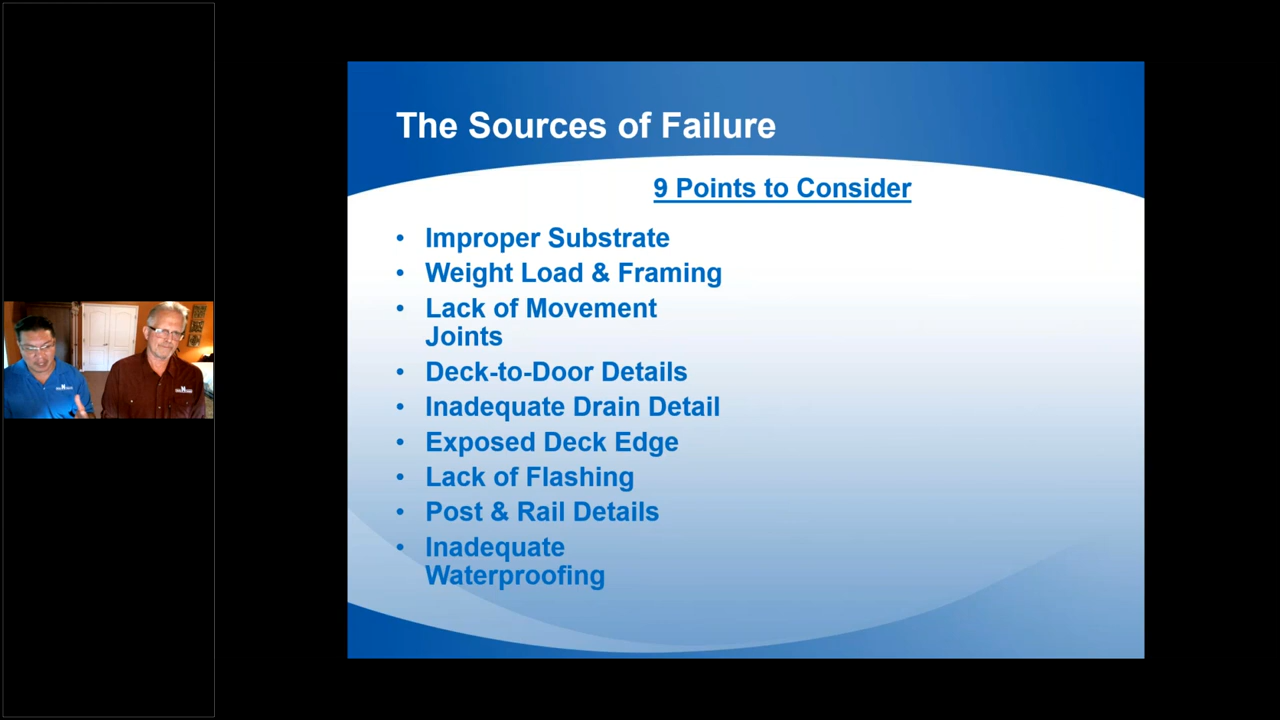 The Sources of Failure
9 Points to Consider
• Improper Substrate
• Weight Load & Framing
• Lack of Movement
Joints
• Deck-to-Door Details
• Inadequate Drain Detail
• Exposed Deck Edge
• Lack of Flashing
• Post & Rail Details
• Inadequate
Waterproofing